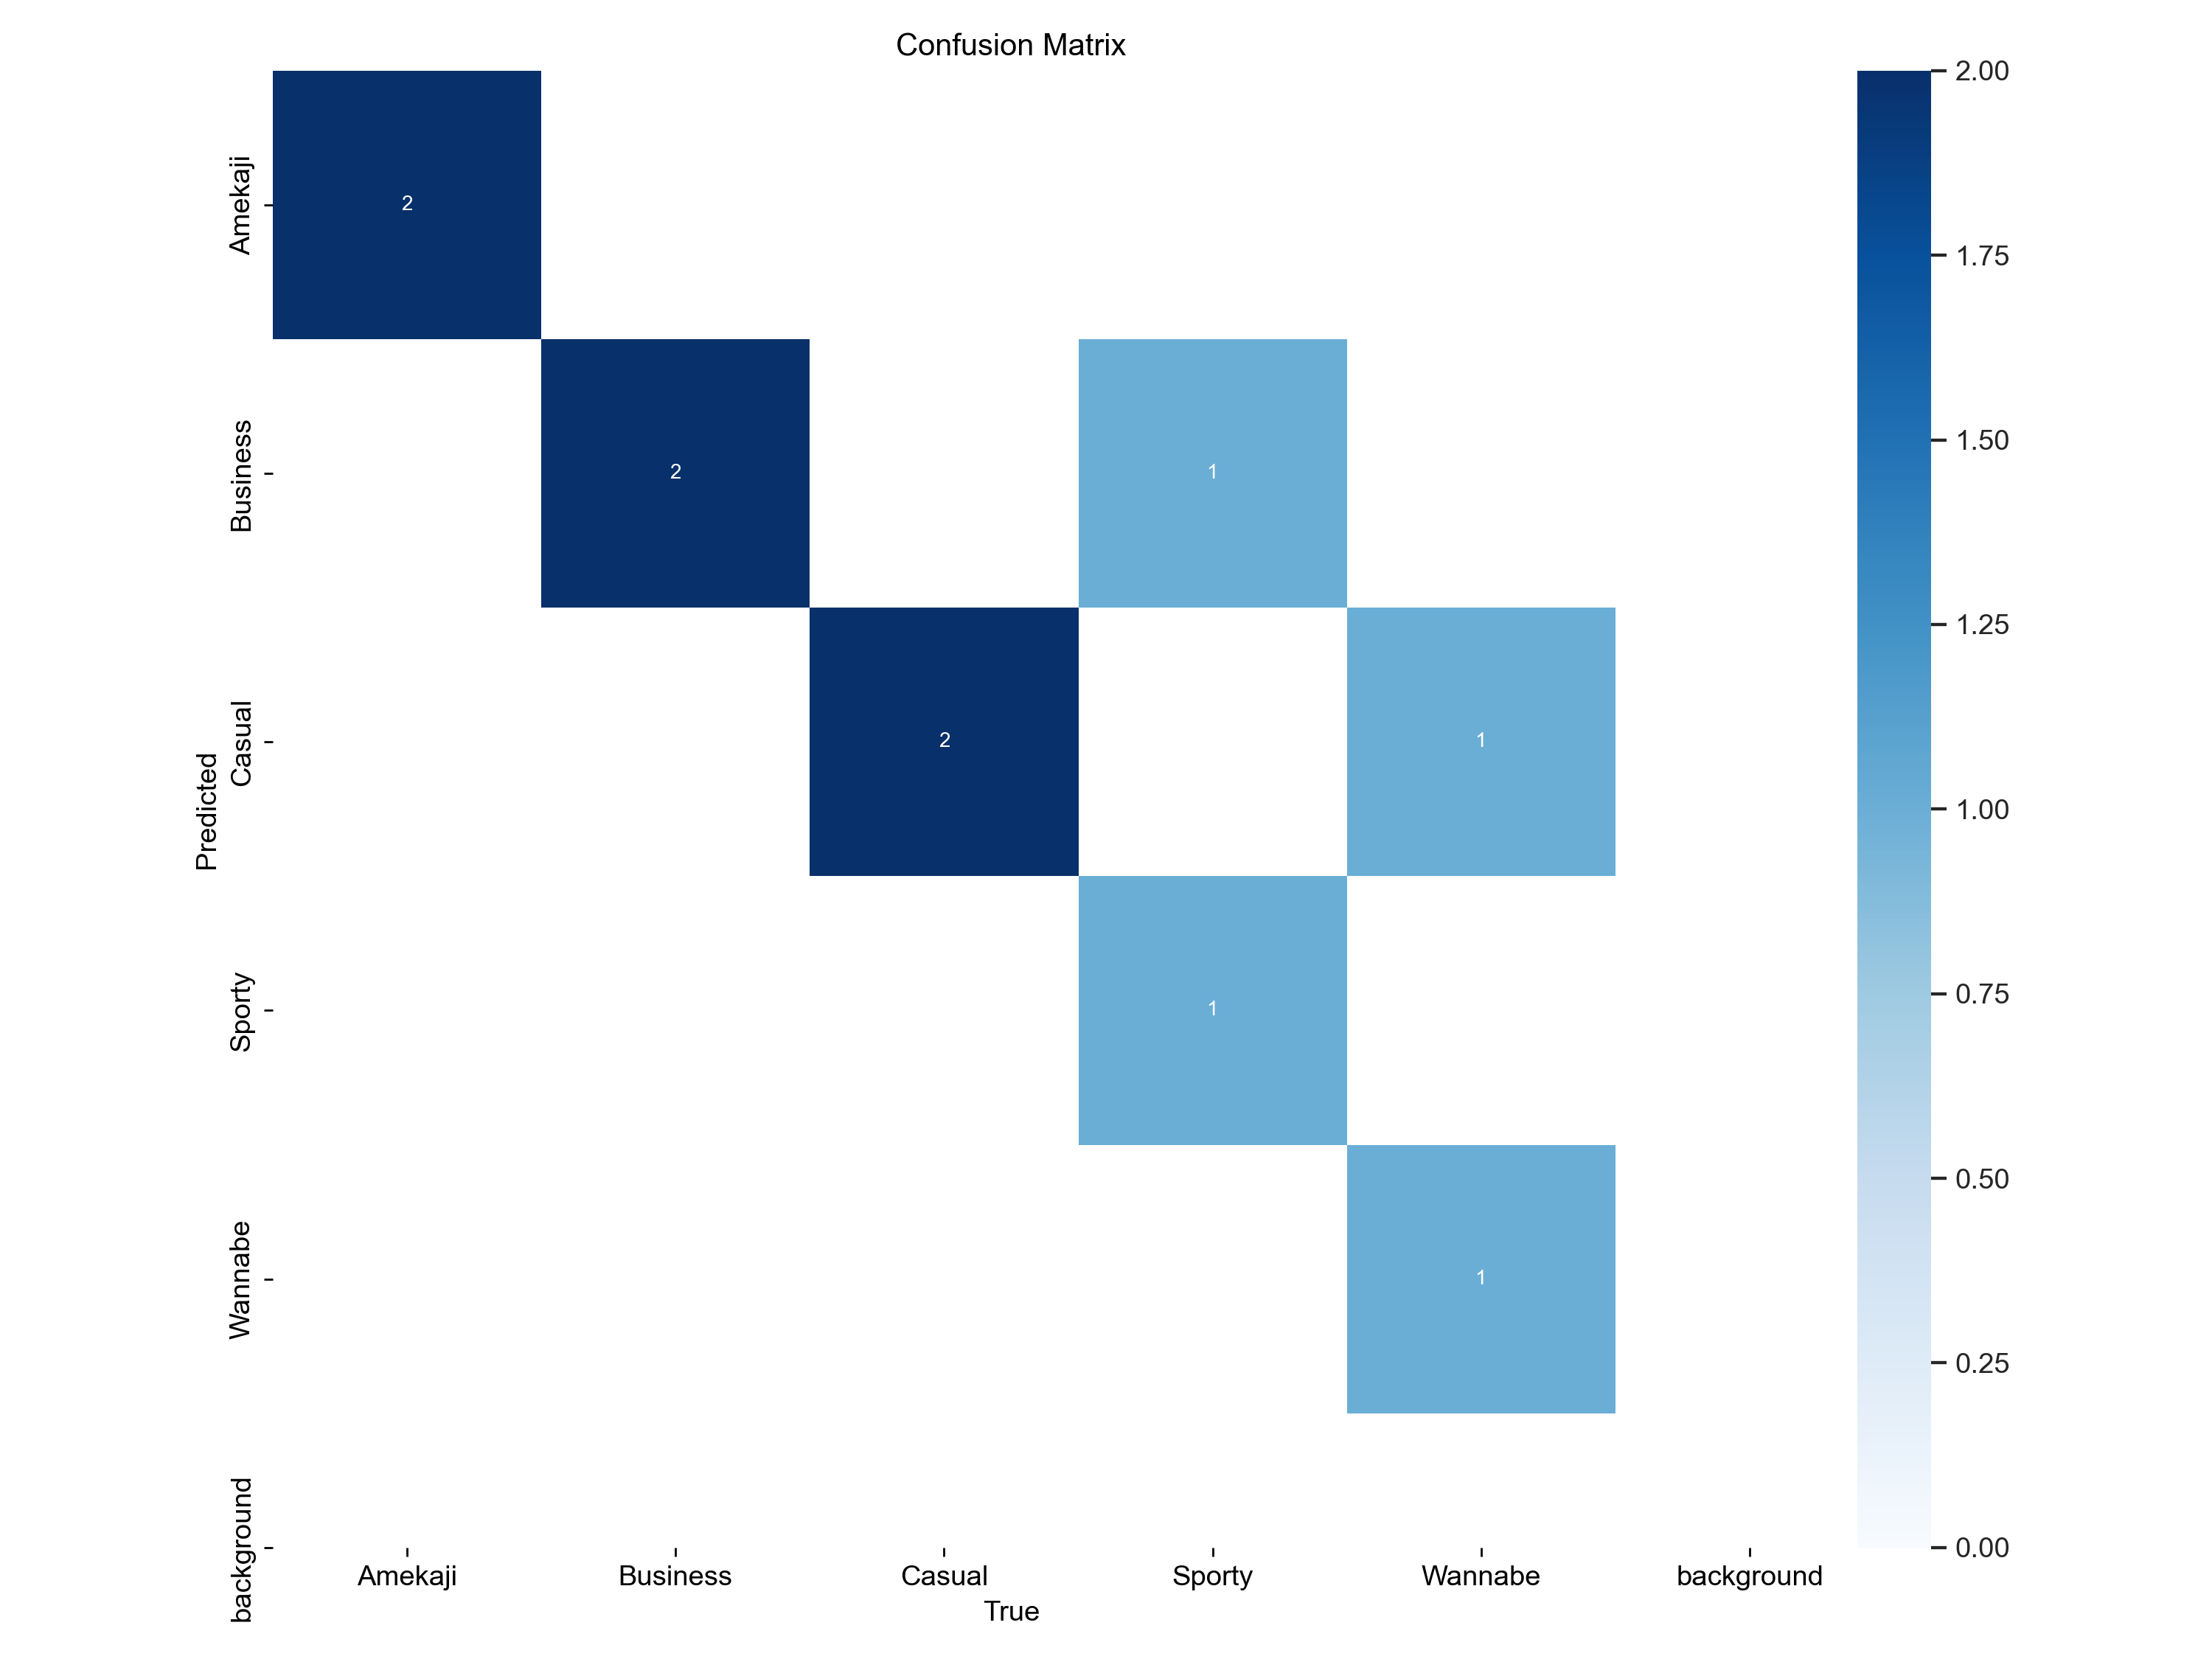 Confusion Matrix
Predicted
Amekaji
Business
Casual
Sporty
Wannabe
background
2
2
1
2
1
1
1
Amekaji
Business
Casual
Sporty
Wannabe
background
True
2.00
1.75
1.50
1.25
1.00
0.75
0.50
0.25
0.00